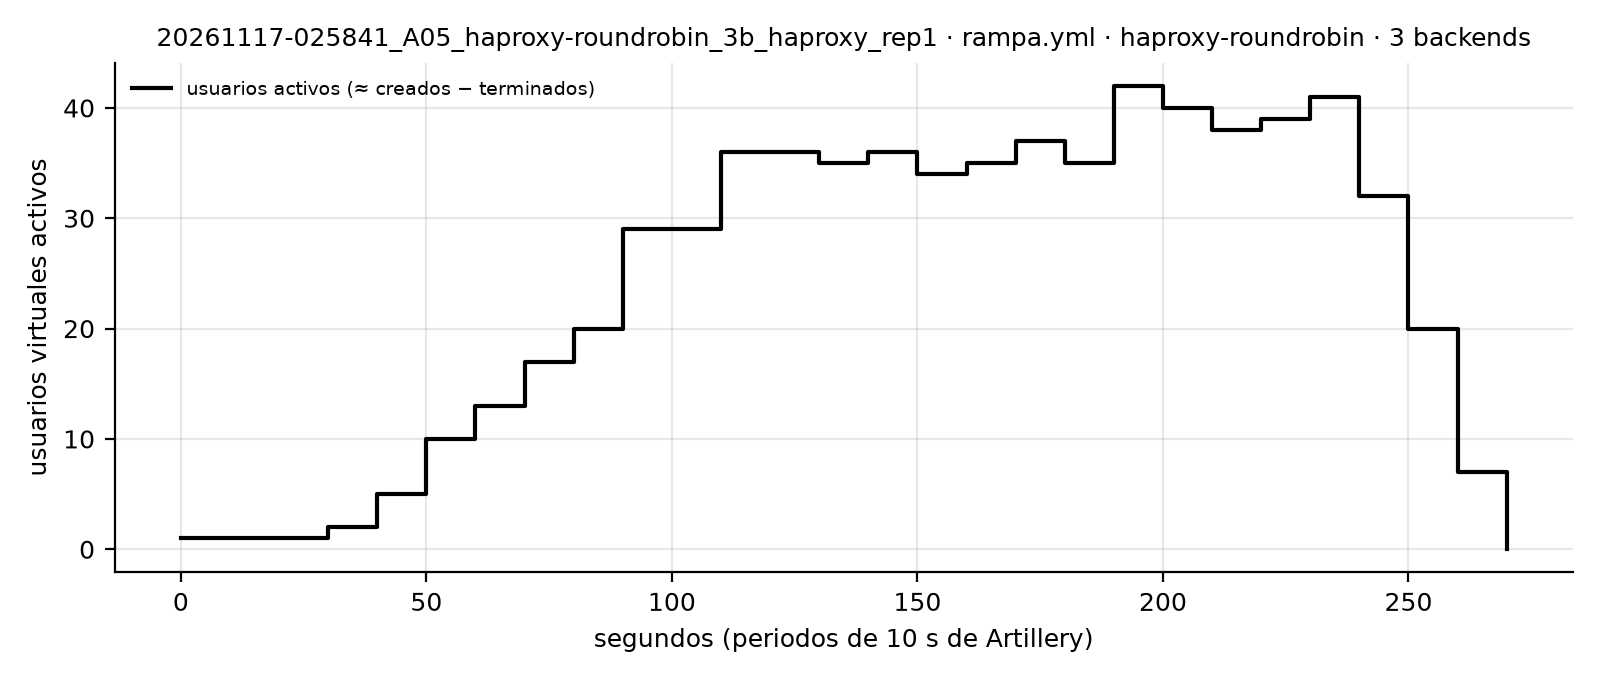 20261117-025841_A05_haproxy-roundrobin_3b_haproxy_rep1 · rampa.yml · haproxy-roundrobin · 3 backends
usuarios activos (≈ creados − terminados)
usuarios virtuales activos
40
30
20
10
0
0 50 100 150 200 250
segundos (periodos de 10 s de Artillery)